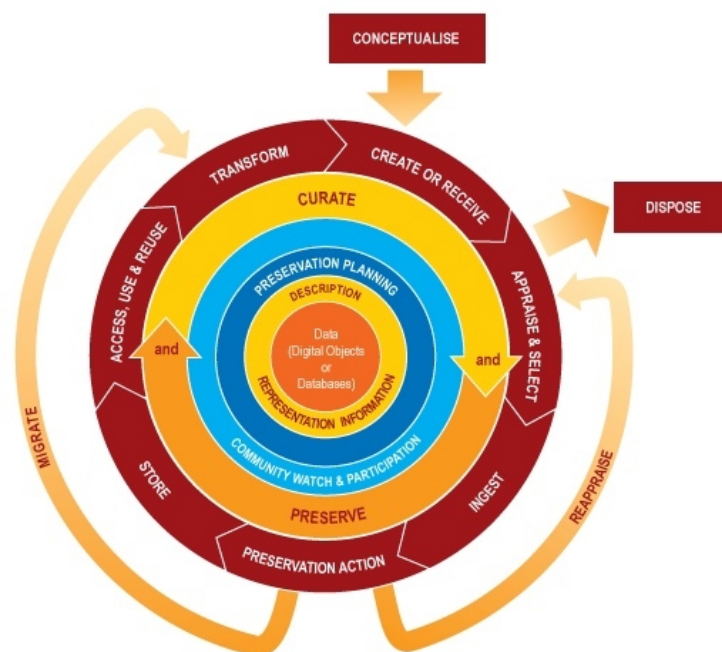 CONCEPTUALISE
CREATE OR RECEIVE
DISPOSE
APPRAISE & SELECT
INGEST
PRESERVATION ACTION
STORE
ACCESS, USE & REUSE
TRANSFORM
CURATE
and
PRESERVE
and
PRESERVATION PLANNING
COMMUNITY WATCH & PARTICIPATION
DESCRIPTION
REPRESENTATION INFORMATION
Data
(Digital Objects
or
Databases)
MIGRATE
REAPPRAISE